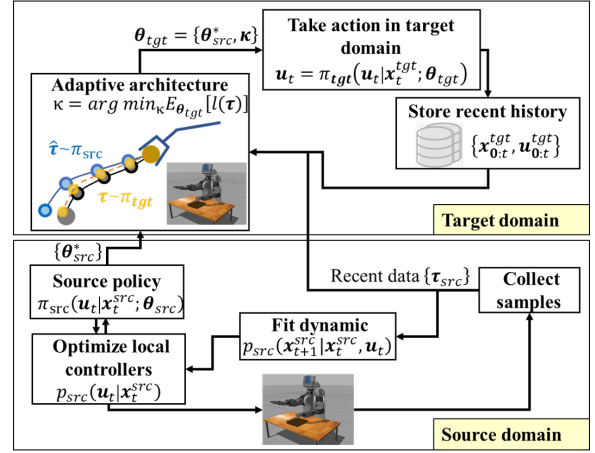 θ_tgt = {θ*_src, κ}
Take action in target
domain
u_t = π_tgt(u_t|x_t^tgt; θ_tgt)
Adaptive architecture
κ = arg min_κ E_θ_tgt [l(τ)]
τ̂~π_src
τ~π_tgt
Store recent history
{x_0:t^tgt, u_0:t^tgt}
Target domain
{θ*_src}
Source policy
π_src(u_t|x_t^src; θ_src)
Recent data {τ_src}
Collect
samples
Fit dynamic
p_src(x_t+1^src|x_t^src, u_t)
Optimize local
controllers
p_src(u_t|x_t^src)
Source domain